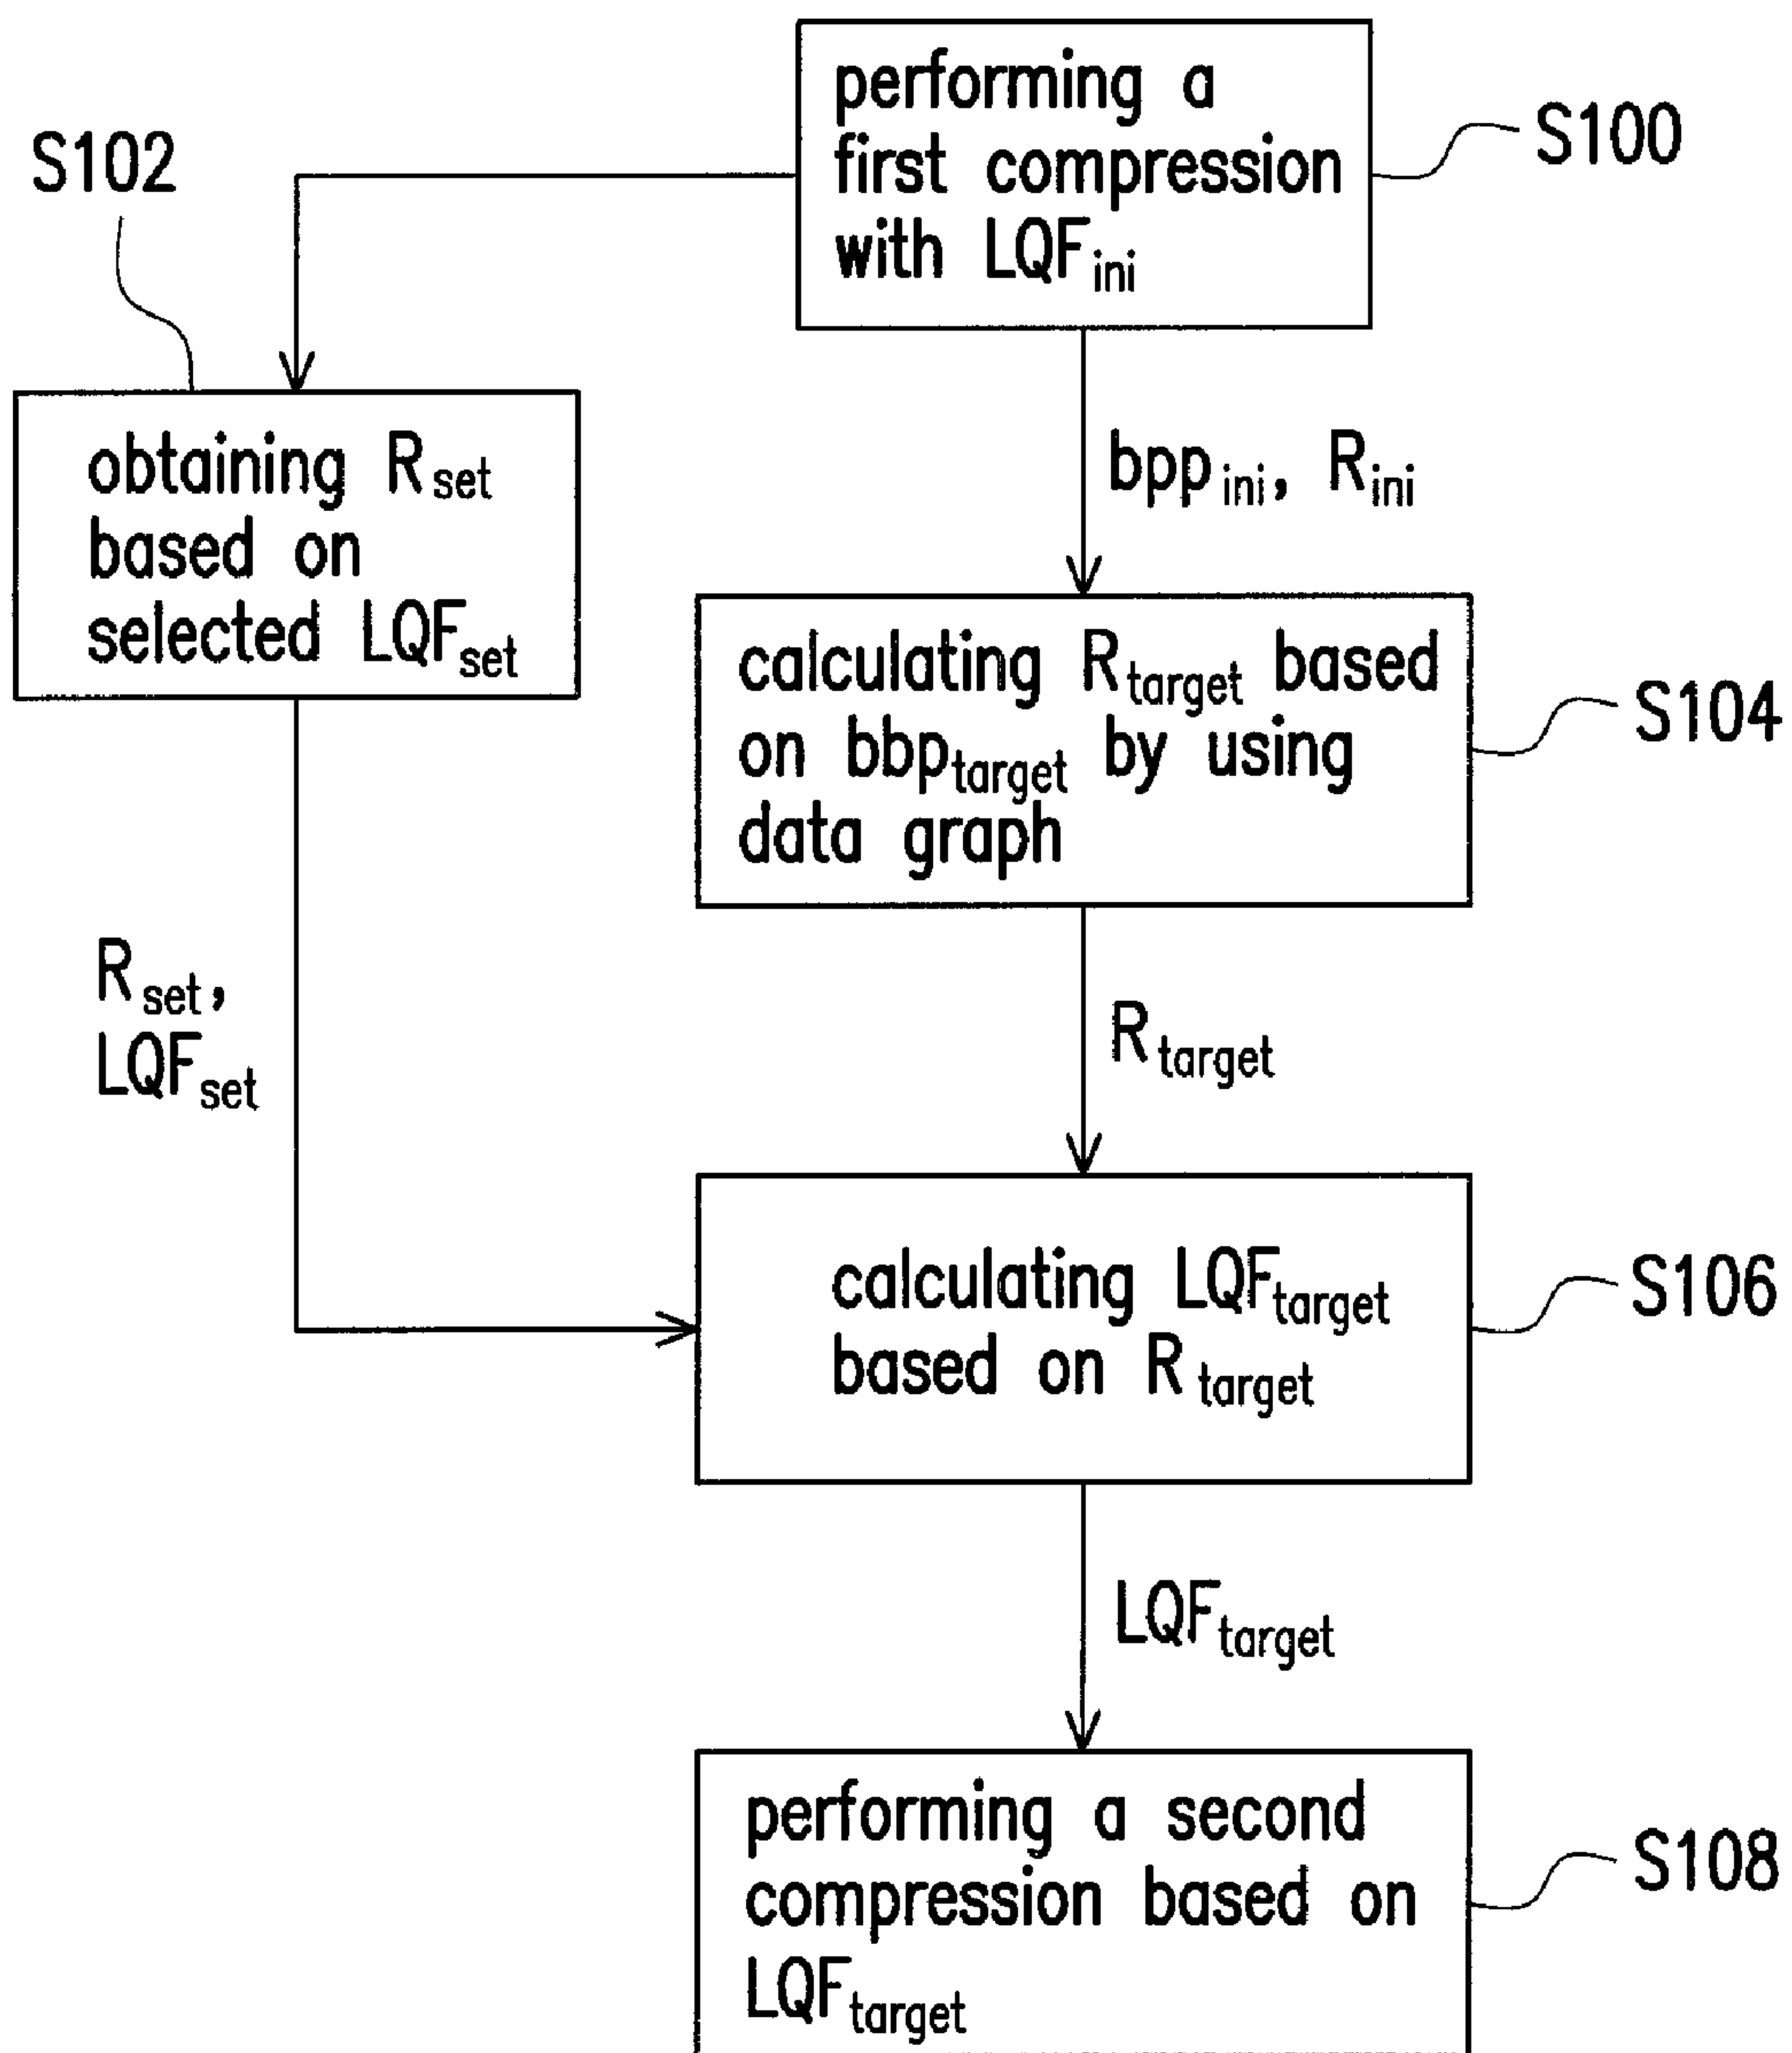 performing a
first compression
with LQFini
S100
S102
obtaining Rset
based on
selected LQFset
bppini, Rini
calculating Rtarget based
on bbptarget by using
data graph
S104
Rset,
LQFset
Rtarget
calculating LQFtarget
based on Rtarget
S106
LQFtarget
performing a second
compression based on
LQFtarget
S108